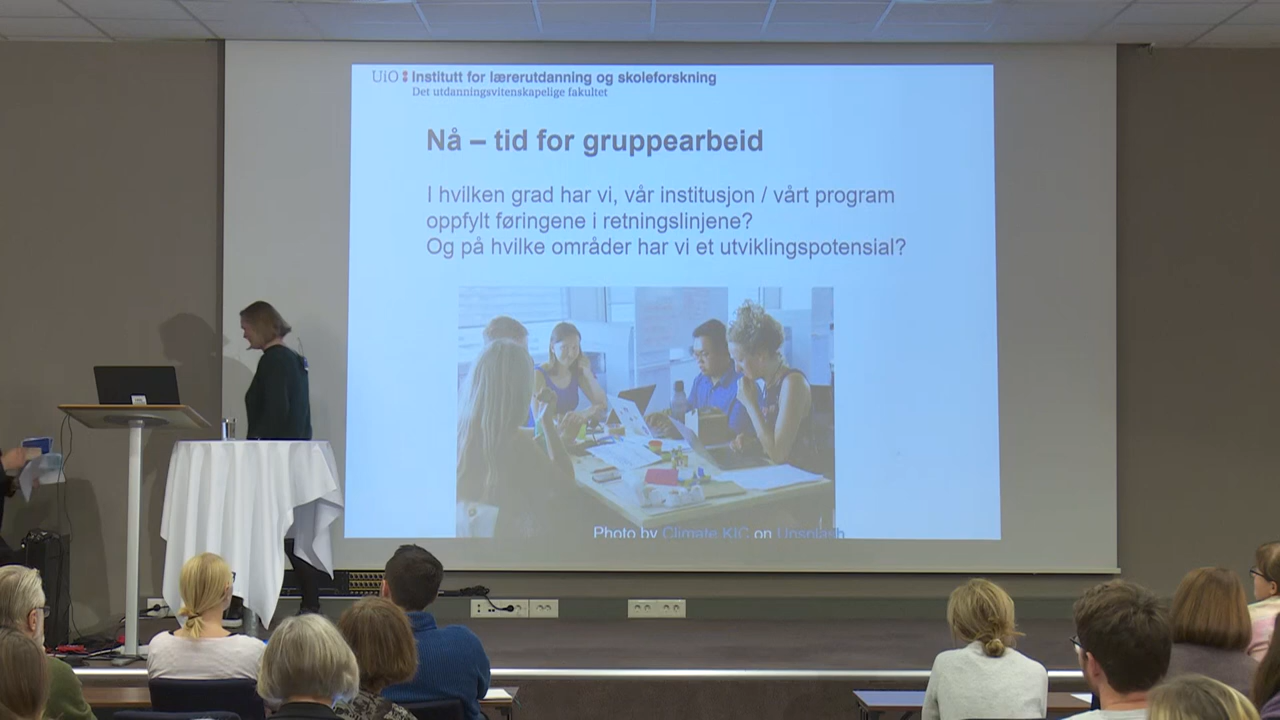 UiO Institutt for lærerutdanning og skoleforskning
Det utdanningsvitenskapelige fakultet
Nå – tid for gruppearbeid
I hvilken grad har vi, vår institusjon / vårt program
oppfylt føringene i retningslinjene?
Og på hvilke områder har vi et utviklingspotensial?
Photo by Climate KIC on Unsplash